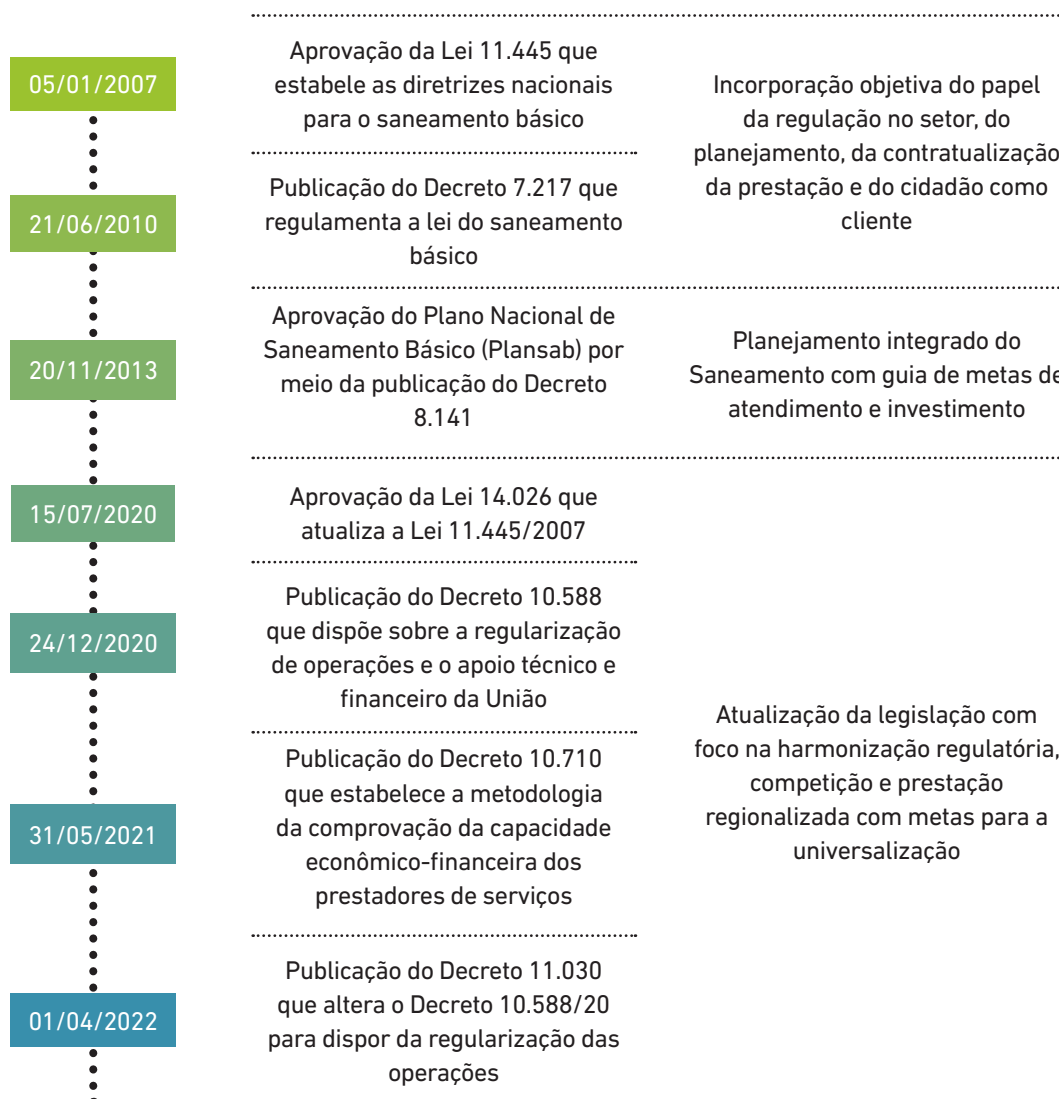 05/01/2007
Aprovação da Lei 11.445 que
estabele as diretrizes nacionais
para o saneamento básico
21/06/2010
Publicação do Decreto 7.217 que
regulamenta a lei do saneamento
básico
Incorporação objetiva do papel
da regulação no setor, do
planejamento, da contratualização
da prestação e do cidadão como
cliente
20/11/2013
Aprovação do Plano Nacional de
Saneamento Básico (Plansab) por
meio da publicação do Decreto
8.141
Planejamento integrado do
Saneamento com guia de metas de
atendimento e investimento
15/07/2020
Aprovação da Lei 14.026 que
atualiza a Lei 11.445/2007
24/12/2020
Publicação do Decreto 10.588
que dispõe sobre a regularização
de operações e o apoio técnico e
financeiro da União
31/05/2021
Publicação do Decreto 10.710
que estabelece a metodologia
da comprovação da capacidade
econômico-financeira dos
prestadores de serviços
01/04/2022
Publicação do Decreto 11.030
que altera o Decreto 10.588/20
para dispor da regularização das
operações
Atualização da legislação com
foco na harmonização regulatória,
competição e prestação
regionalizada com metas para a
universalização